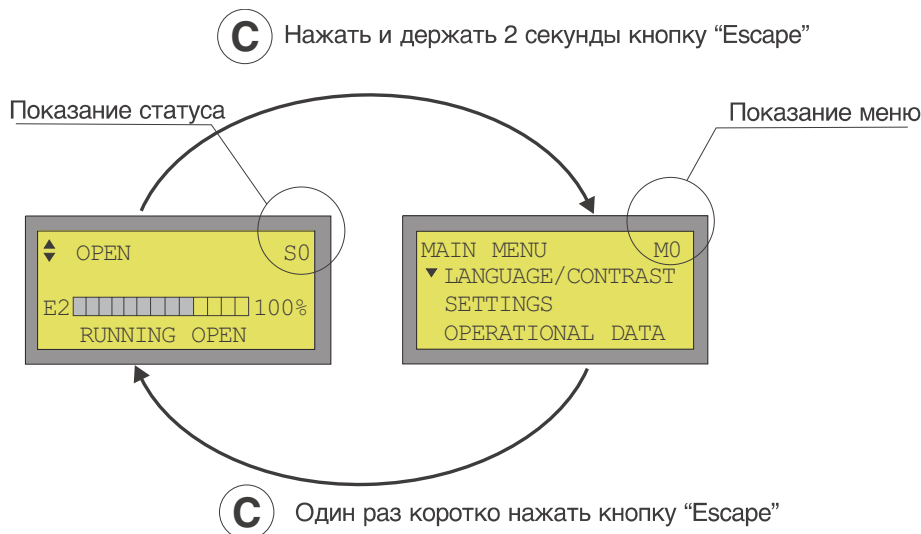 C Нажать и держать 2 секунды кнопку “Escape”
Показание статуса
Показание меню
OPEN S0
E2 100%
RUNNING OPEN
MAIN MENU M0
LANGUAGE/CONTRAST
SETTINGS
OPERATIONAL DATA
C Один раз коротко нажать кнопку “Escape”